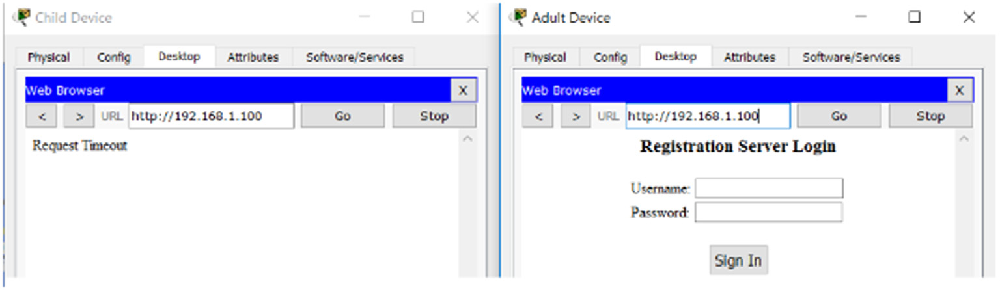 Child Device
Physical Config Desktop Attributes Software/Services
Web Browser X
< > URL http://192.168.1.100 Go Stop
Request Timeout
Adult Device
Physical Config Desktop Attributes Software/Services
Web Browser X
< > URL http://192.168.1.100 Go Stop
Registration Server Login
Username:
Password:
Sign In